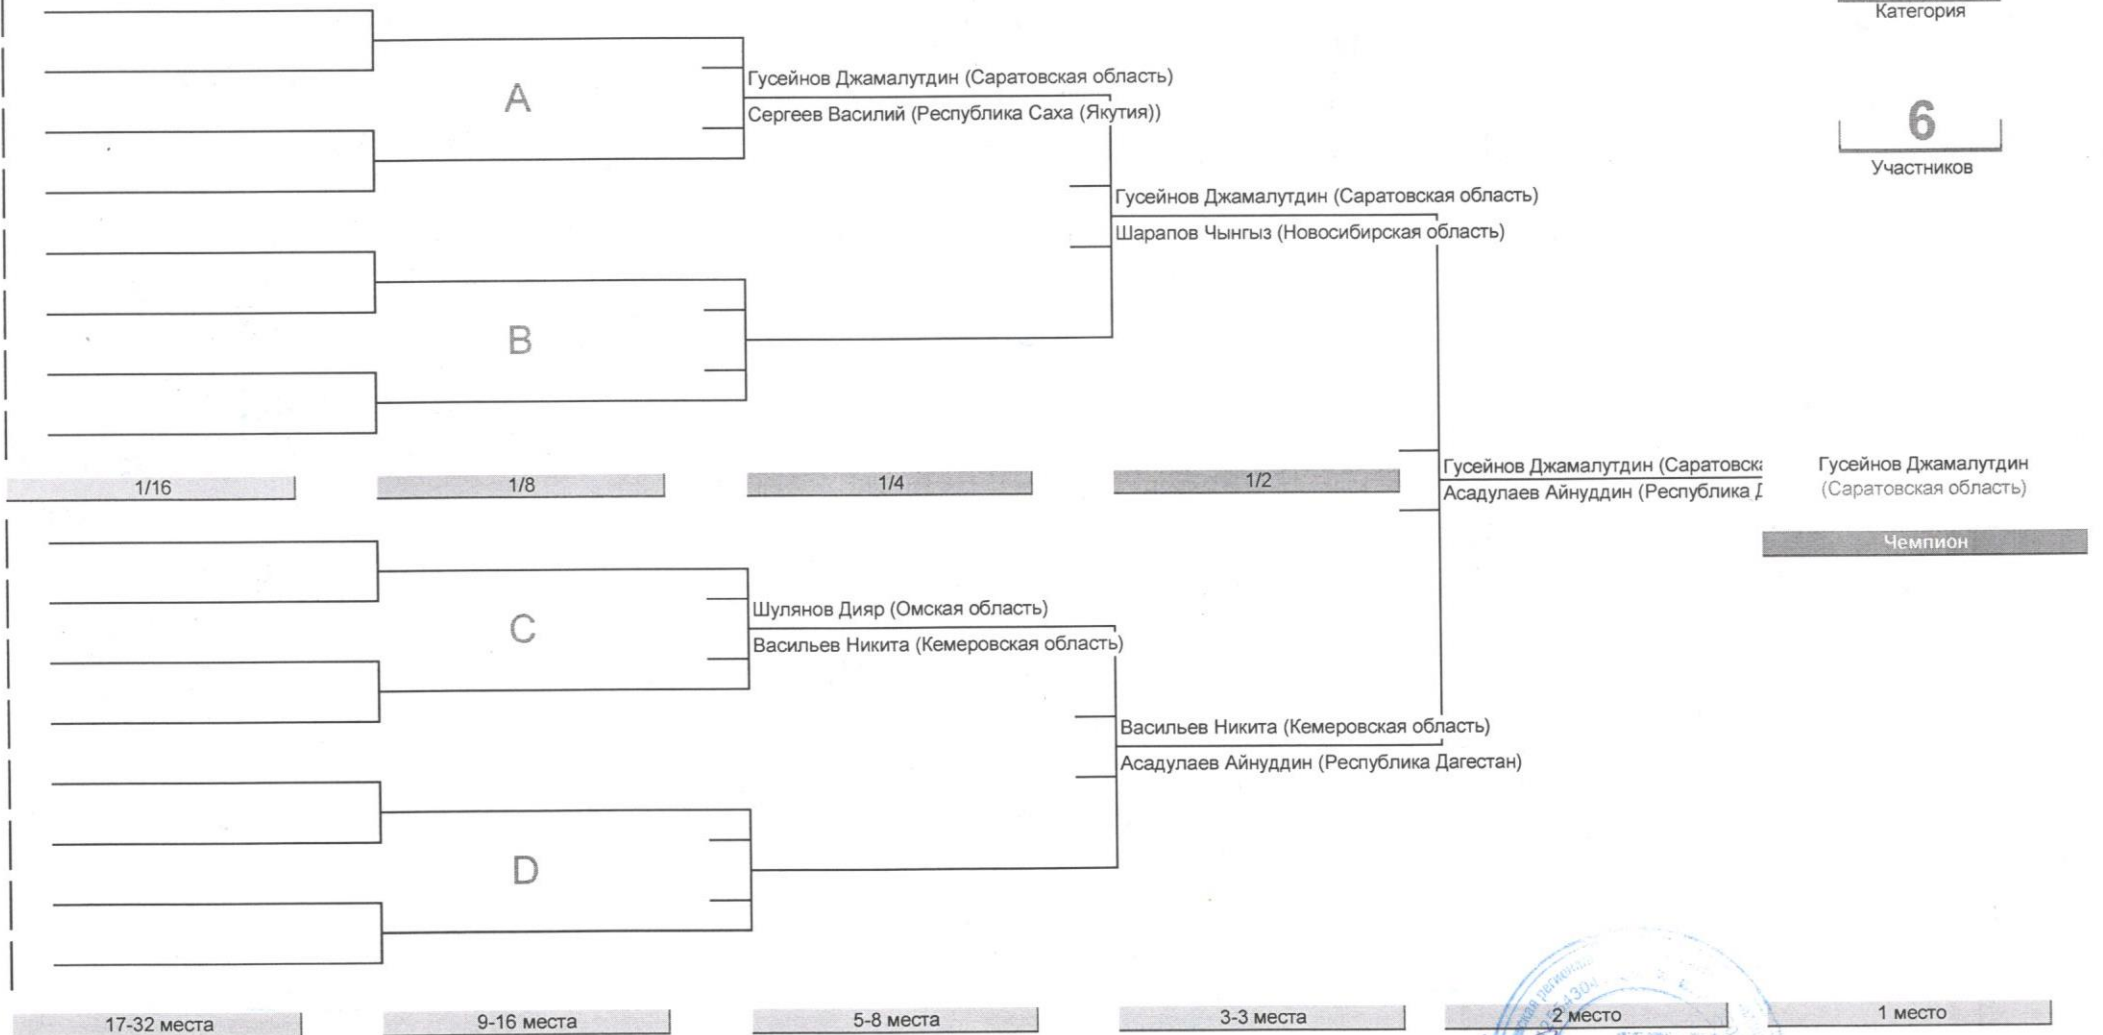 Категория
A
Гусейнов Джамалутдин (Саратовская область)
Сергеев Василий (Республика Саха (Якутия))
6
Участников
Гусейнов Джамалутдин (Саратовская область)
Шарапов Чынгыз (Новосибирская область)
B
Гусейнов Джамалутдин (Саратовска
Асадулаев Айнуддин (Республика Д
Гусейнов Джамалутдин
(Саратовская область)
1/16
1/8
1/4
1/2
Чемпион
C
Шулянов Дияр (Омская область)
Васильев Никита (Кемеровская область)
Васильев Никита (Кемеровская область)
Асадулаев Айнуддин (Республика Дагестан)
D
17-32 места
9-16 места
5-8 места
3-3 места
2 место
1 место